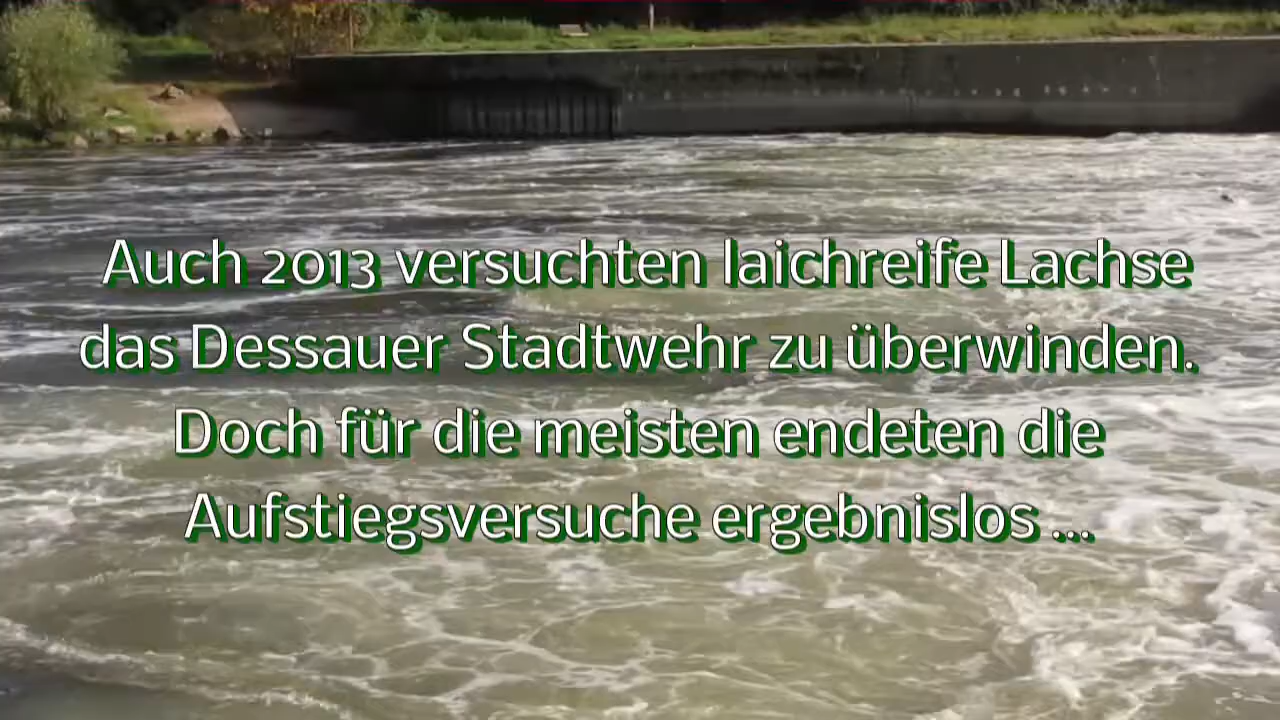 Auch 2013 versuchten laichreife Lachse
das Dessauer Stadtwehr zu überwinden.
Doch für die meisten endeten die
Aufstiegsversuche ergebnislos ...